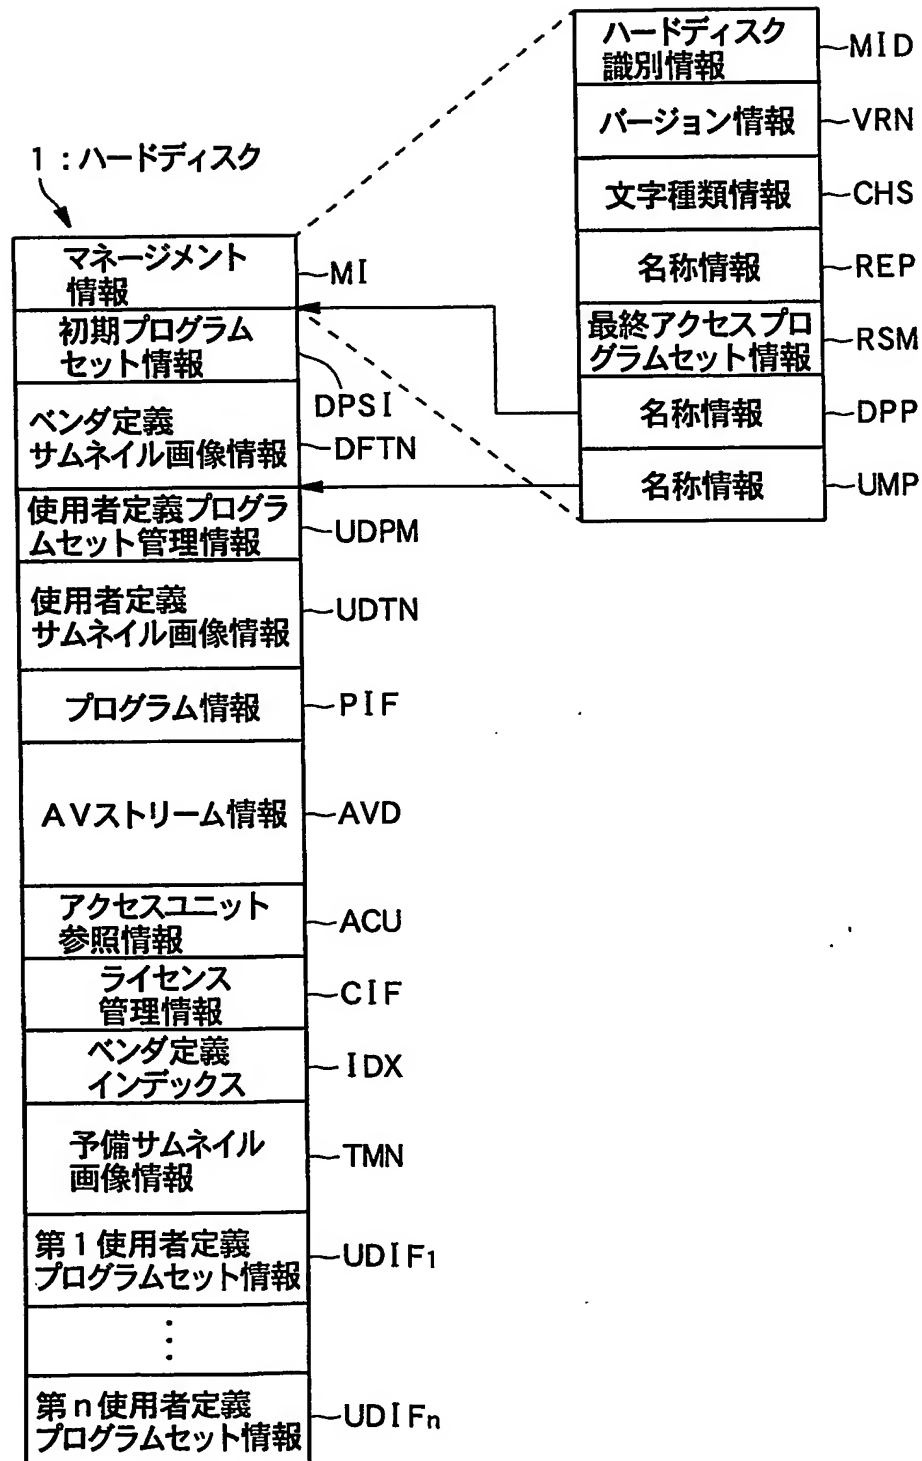 1:ハードディスク
マネージメント
情報
MI
初期プログラム
セット情報
DPSI
ベンダ定義
サムネイル画像情報
DFTN
使用者定義プログラ
ムセット管理情報
UDPM
使用者定義
サムネイル画像情報
UDTN
プログラム情報
PIF
AVストリーム情報
AVD
アクセスユニット
参照情報
ACU
ライセンス
管理情報
CIF
ベンダ定義
インデックス
IDX
予備サムネイル
画像情報
TMN
第1使用者定義
プログラムセット情報
UDIF1
⋮
第n使用者定義
プログラムセット情報
UDIFn
ハードディスク
識別情報
MID
バージョン情報
VRN
文字種類情報
CHS
名称情報
REP
最終アクセスプロ
グラムセット情報
RSM
名称情報
DPP
名称情報
UMP